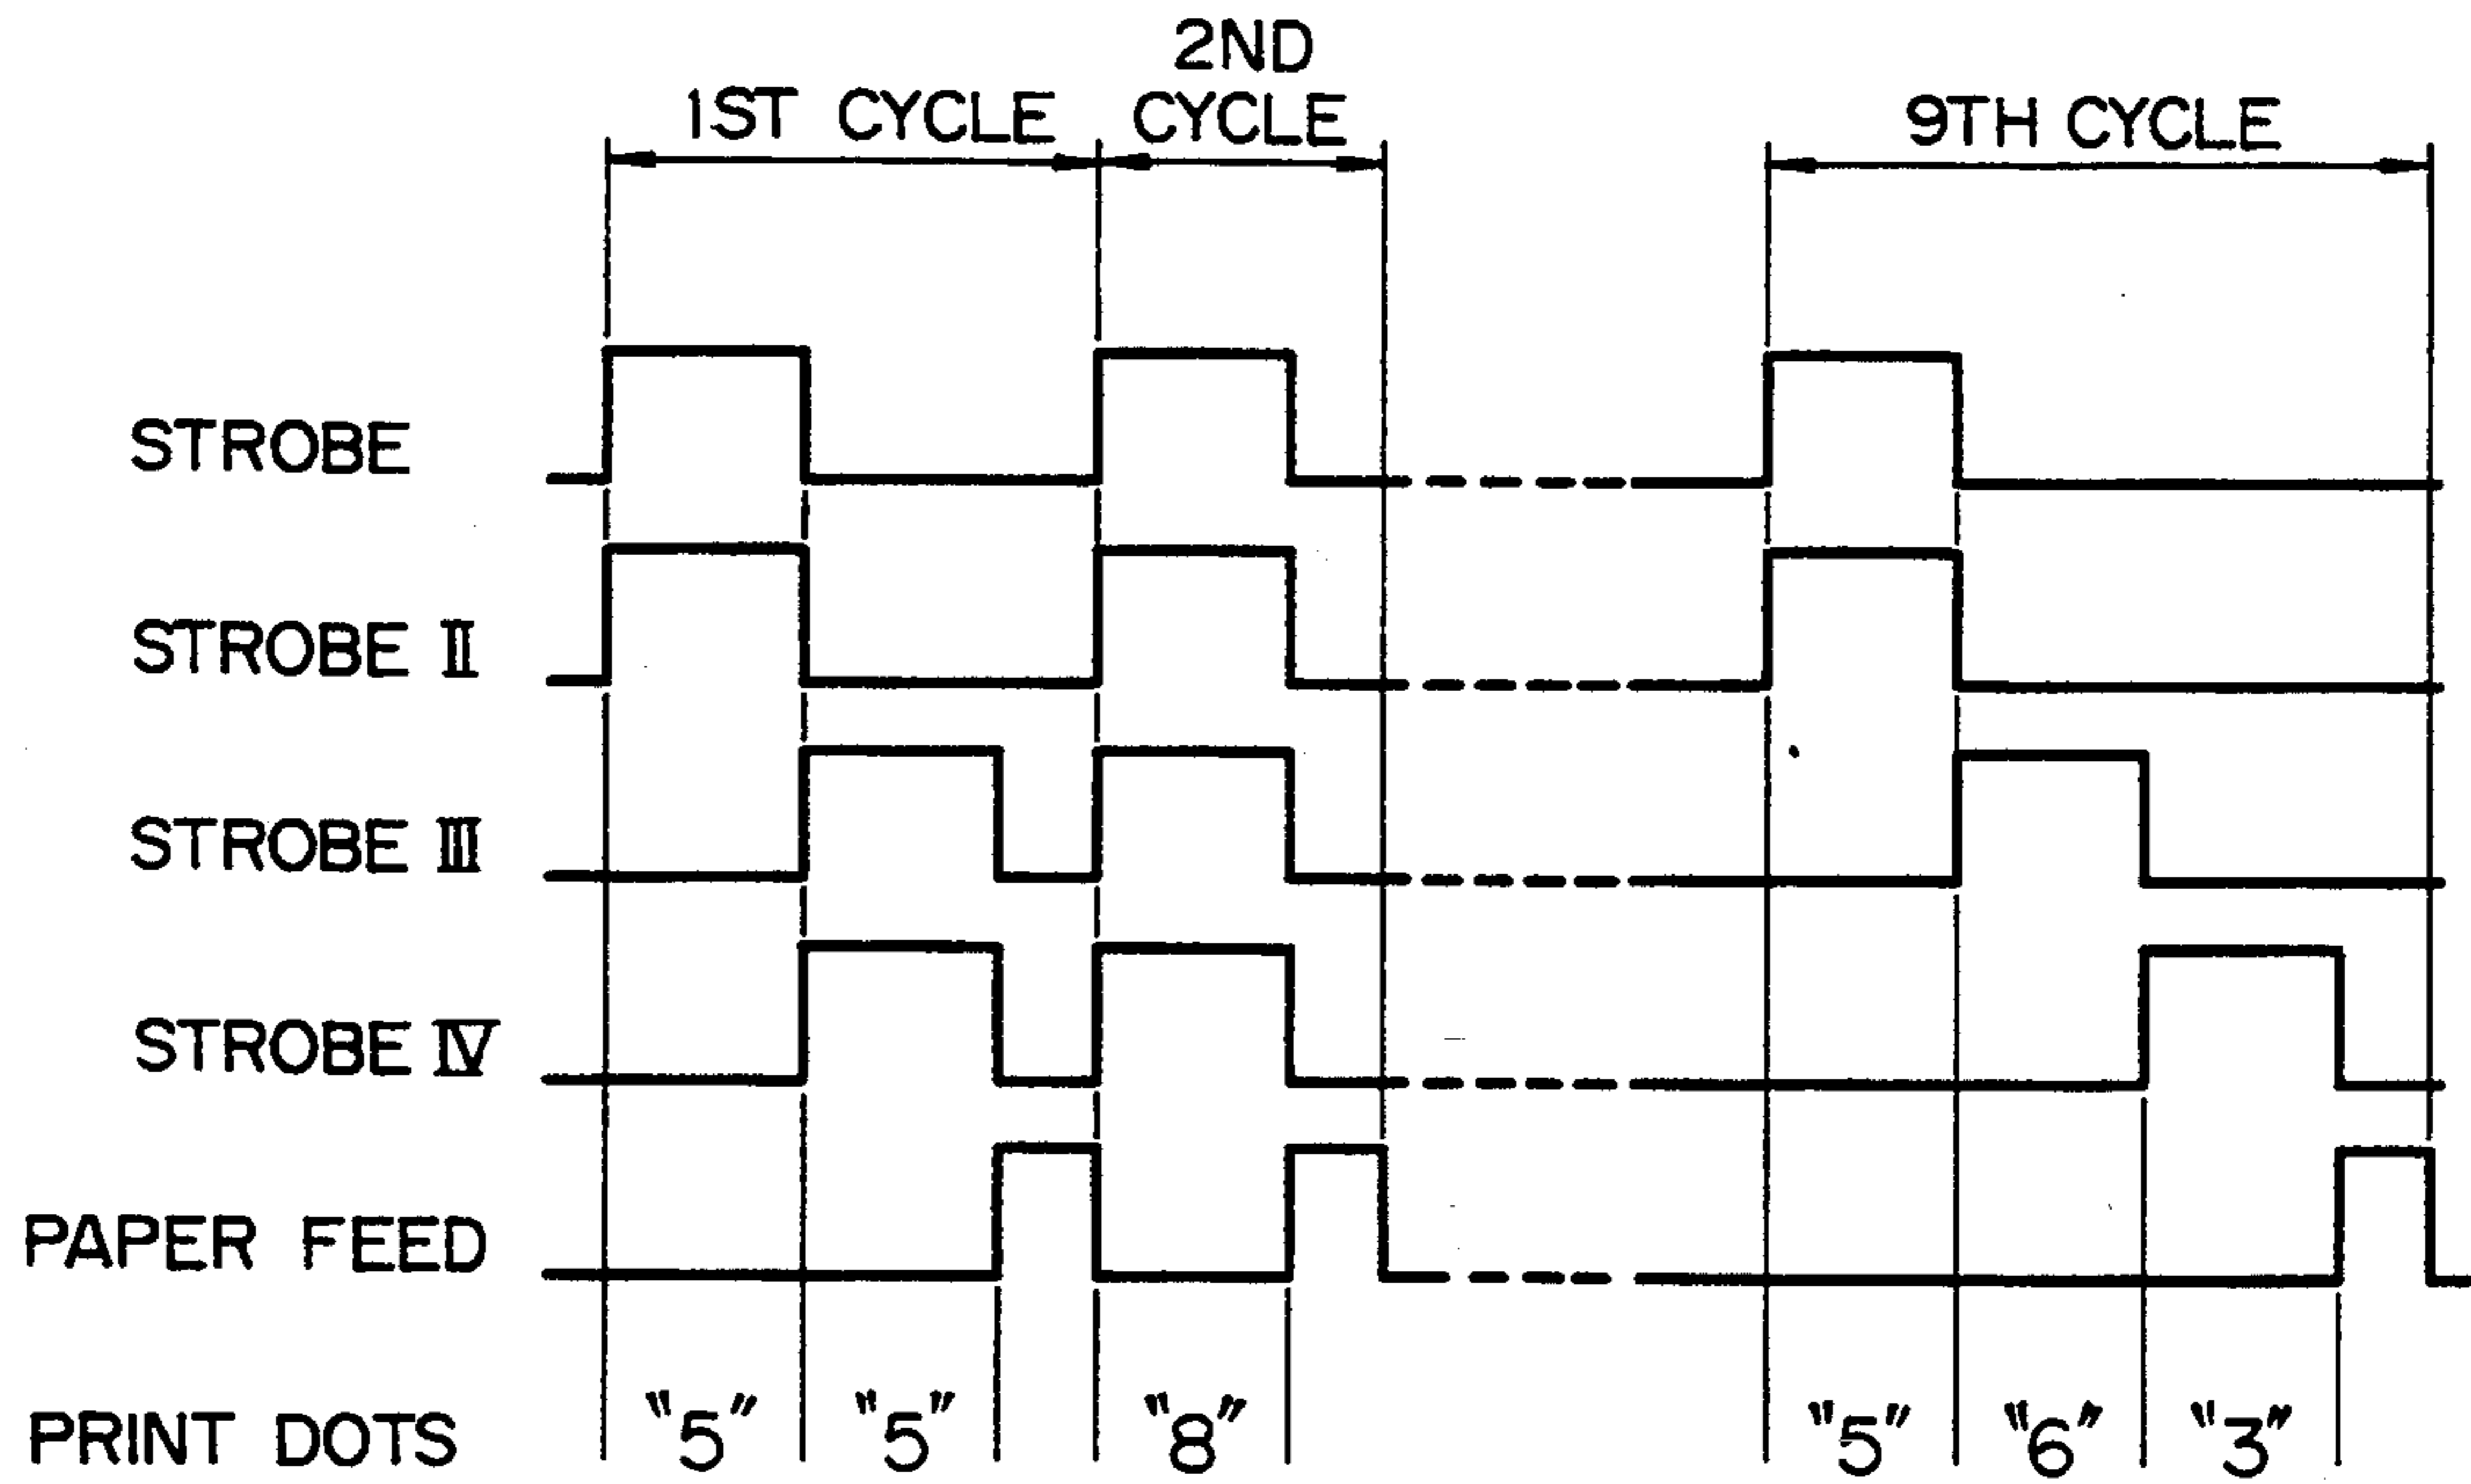 2ND
1ST CYCLE CYCLE 9TH CYCLE
STROBE
STROBE II
STROBE III
STROBE IV
PAPER FEED
PRINT DOTS "5" "5" "8" "5" "6" "3"